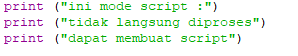 print ("ini mode script :")
print ("tidak langsung diproses")
print ("dapat membuat script")